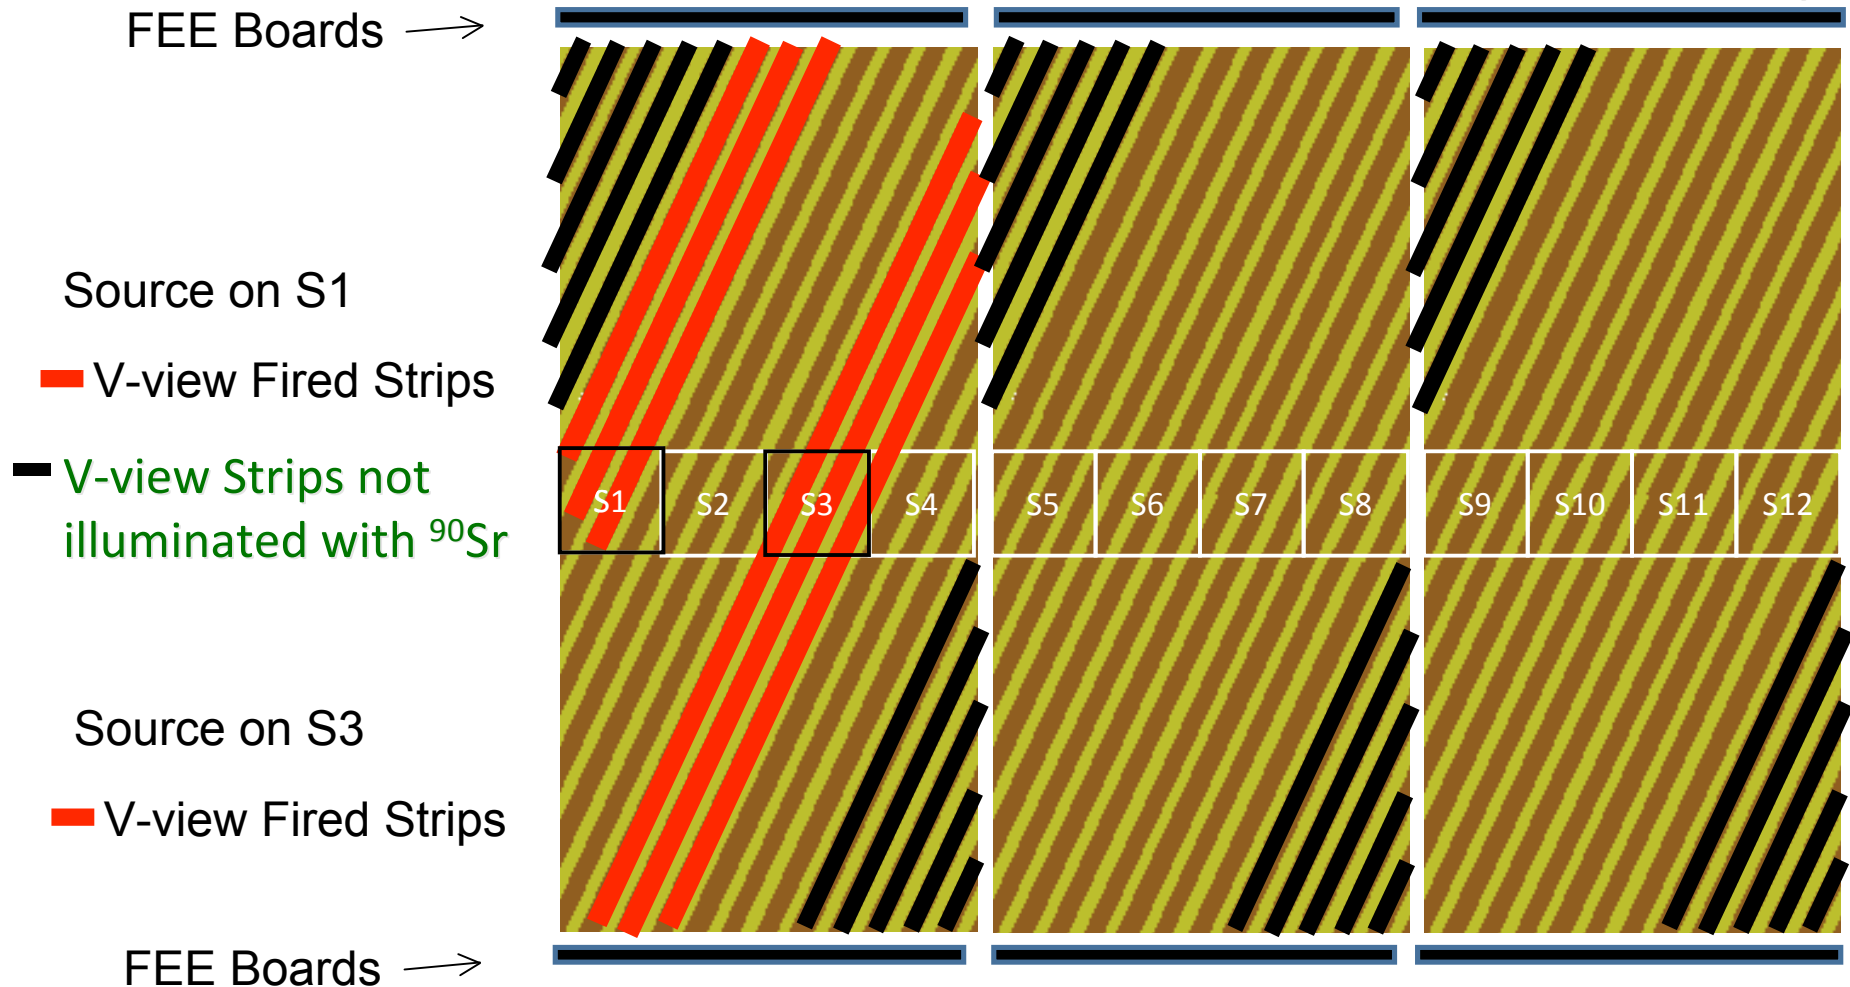 FEE Boards
Source on S1
V-view Fired Strips
V-view Strips not
illuminated with ⁹⁰Sr
S1 S2 S3 S4 S5 S6 S7 S8 S9 S10 S11 S12
Source on S3
V-view Fired Strips
FEE Boards